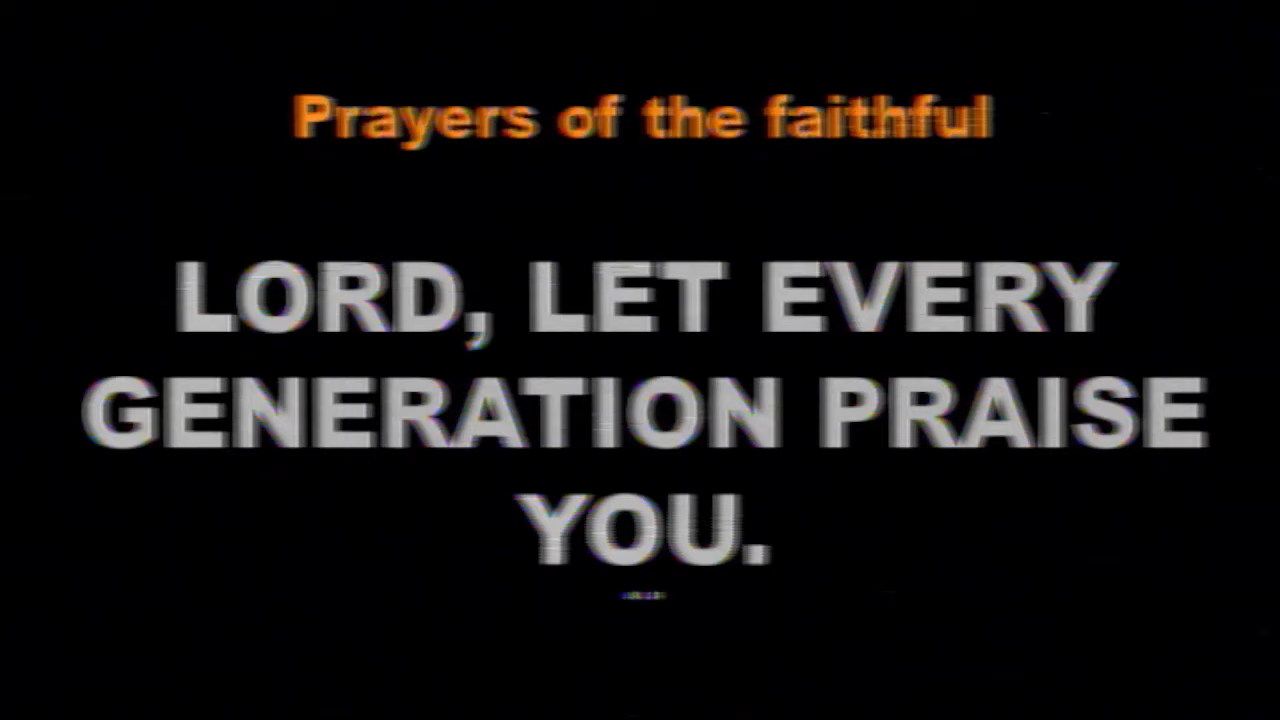 Prayers of the faithful
LORD, LET EVERY
GENERATION PRAISE
YOU.